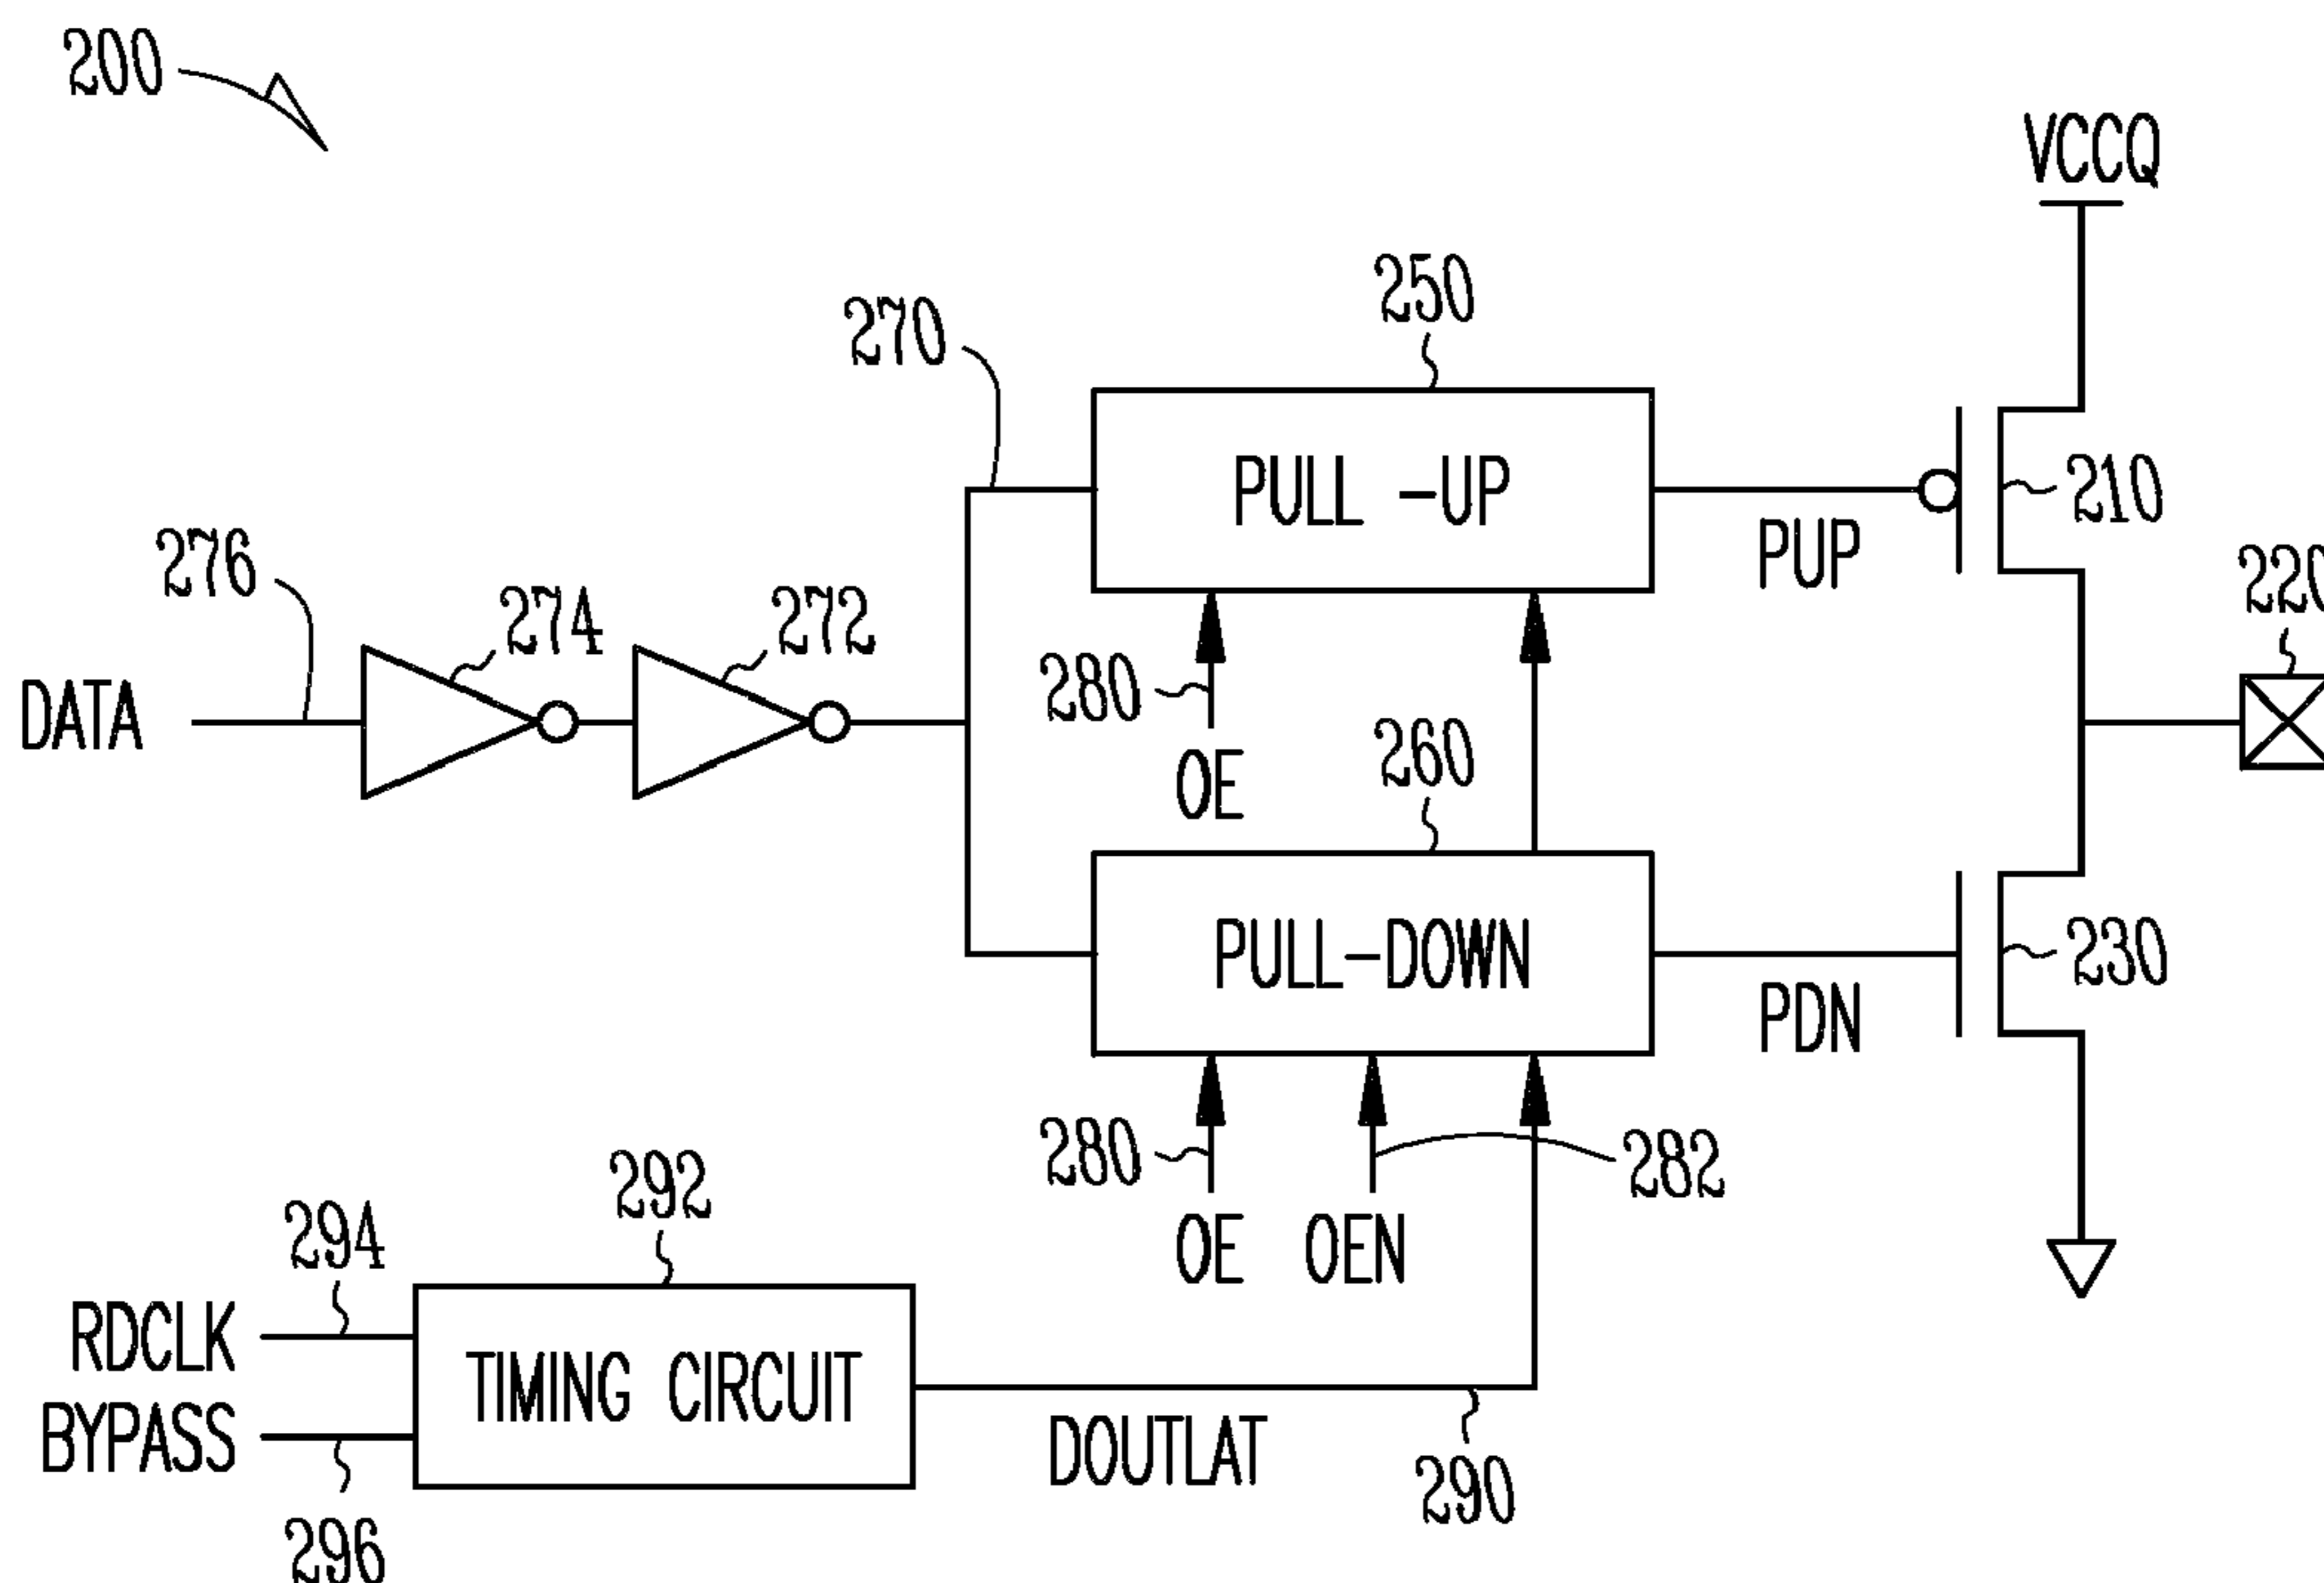 200
VCCQ
250
270
PULL -UP
210
PUP
276
274
272
220
280
DATA
OE
260
PULL-DOWN
230
PDN
280
282
292
294
OE OEN
RDCLK
TIMING CIRCUIT
BYPASS
DOUTLAT
290
296